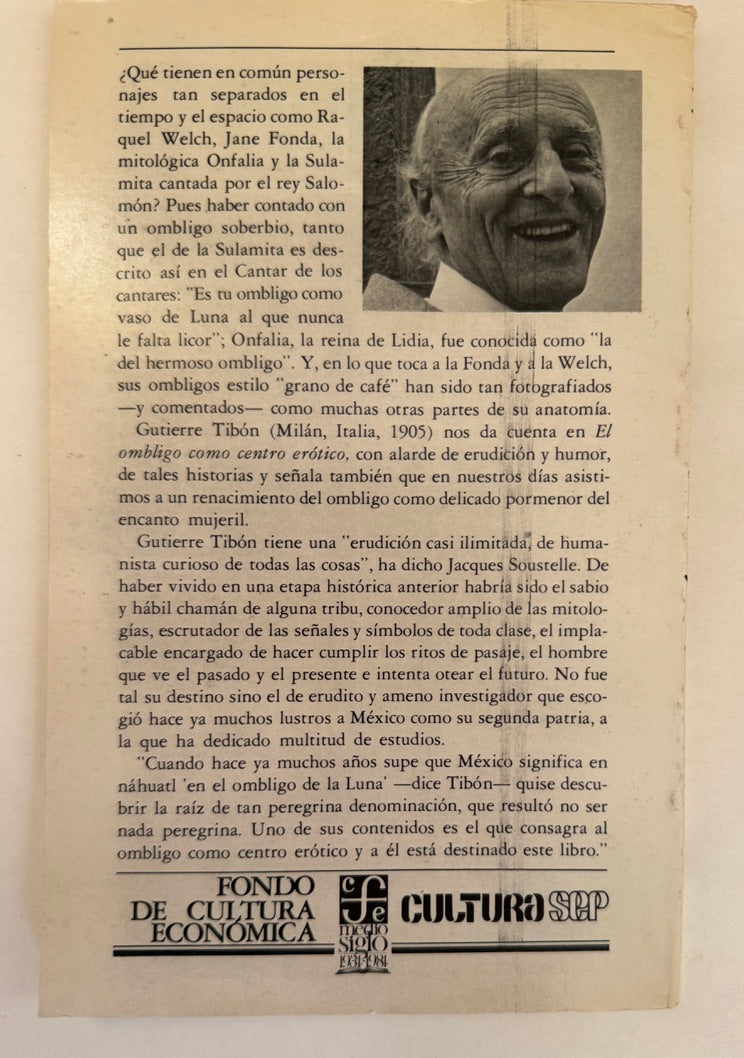 ¿Qué tienen en común perso-
najes tan separados en el
tiempo y el espacio como Ra-
quel Welch, Jane Fonda, la
mitológica Onfalia y la Sula-
mita cantada por el rey Salo-
món? Pues haber contado con
un ombligo soberbio, tanto
que el de la Sulamita es des-
crito así en el Cantar de los
cantares: "Es tu ombligo como
vaso de Luna al que nunca
le falta licor"; Onfalia, la reina de Lidia, fue conocida como "la
del hermoso ombligo". Y, en lo que toca a la Fonda y a la Welch,
sus ombligos estilo "grano de café" han sido tan fotografiados
—y comentados— como muchas otras partes de su anatomía.
Gutierre Tibón (Milán, Italia, 1905) nos da cuenta en El
ombligo como centro erótico, con alarde de erudición y humor,
de tales historias y señala también que en nuestros días asisti-
mos a un renacimiento del ombligo como delicado pormenor del
encanto mujeril.
Gutierre Tibón tiene una "erudición casi ilimitada, de huma-
nista curioso de todas las cosas", ha dicho Jacques Soustelle. De
haber vivido en una etapa histórica anterior habría sido el sabio
y hábil chamán de alguna tribu, conocedor amplio de las mitolo-
gías, escrutador de las señales y símbolos de toda clase, el impla-
cable encargado de hacer cumplir los ritos de pasaje, el hombre
que ve el pasado y el presente e intenta otear el futuro. No fue
tal su destino sino el de erudito y ameno investigador que esco-
gió hace ya muchos lustros a México como su segunda patria, a
la que ha dedicado multitud de estudios.
"Cuando hace ya muchos años supe que México significa en
náhuatl 'en el ombligo de la Luna' —dice Tibón— quise descu-
brir la raíz de tan peregrina denominación, que resultó no ser
nada peregrina. Uno de sus contenidos es el que consagra al
ombligo como centro erótico y a él está destinado este libro."
FONDO
DE CULTURA
ECONÓMICA
cfe
medio
siglo
1934-1984
CULTURA SEP